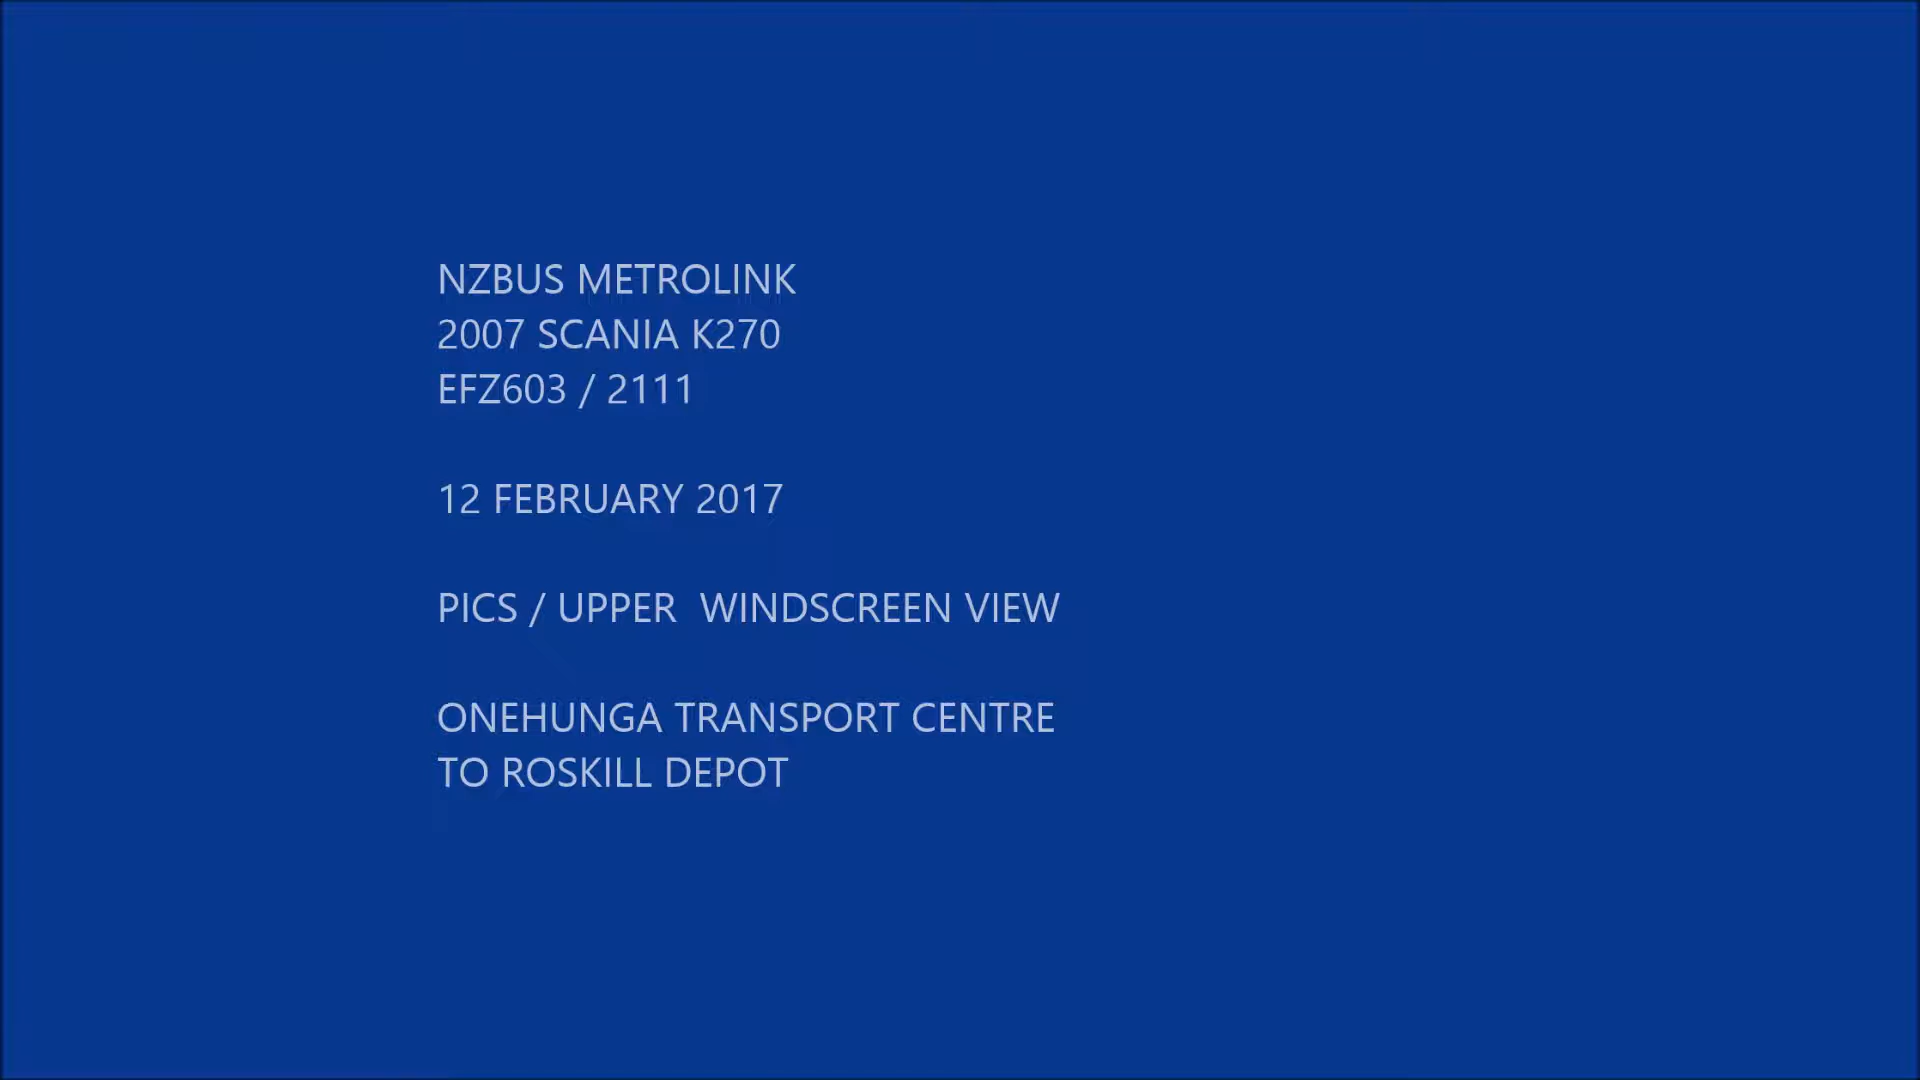 NZBUS METROLINK
2007 SCANIA K270
EFZ603 / 2111
12 FEBRUARY 2017
PICS / UPPER  WINDSCREEN VIEW
ONEHUNGA TRANSPORT CENTRE
TO ROSKILL DEPOT